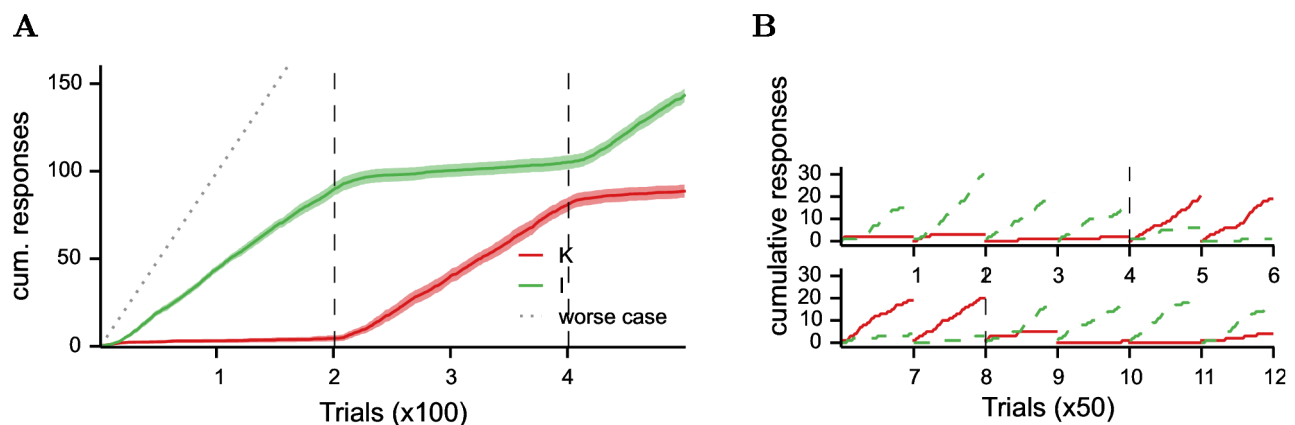 A
cum. responses
150
100
50
0
K
I
worse case
1 2 3 4
Trials (x100)
B
cumulative responses
30
20
10
0
1 2 3 4 5 6
30
20
10
0
7 8 9 10 11 12
Trials (x50)